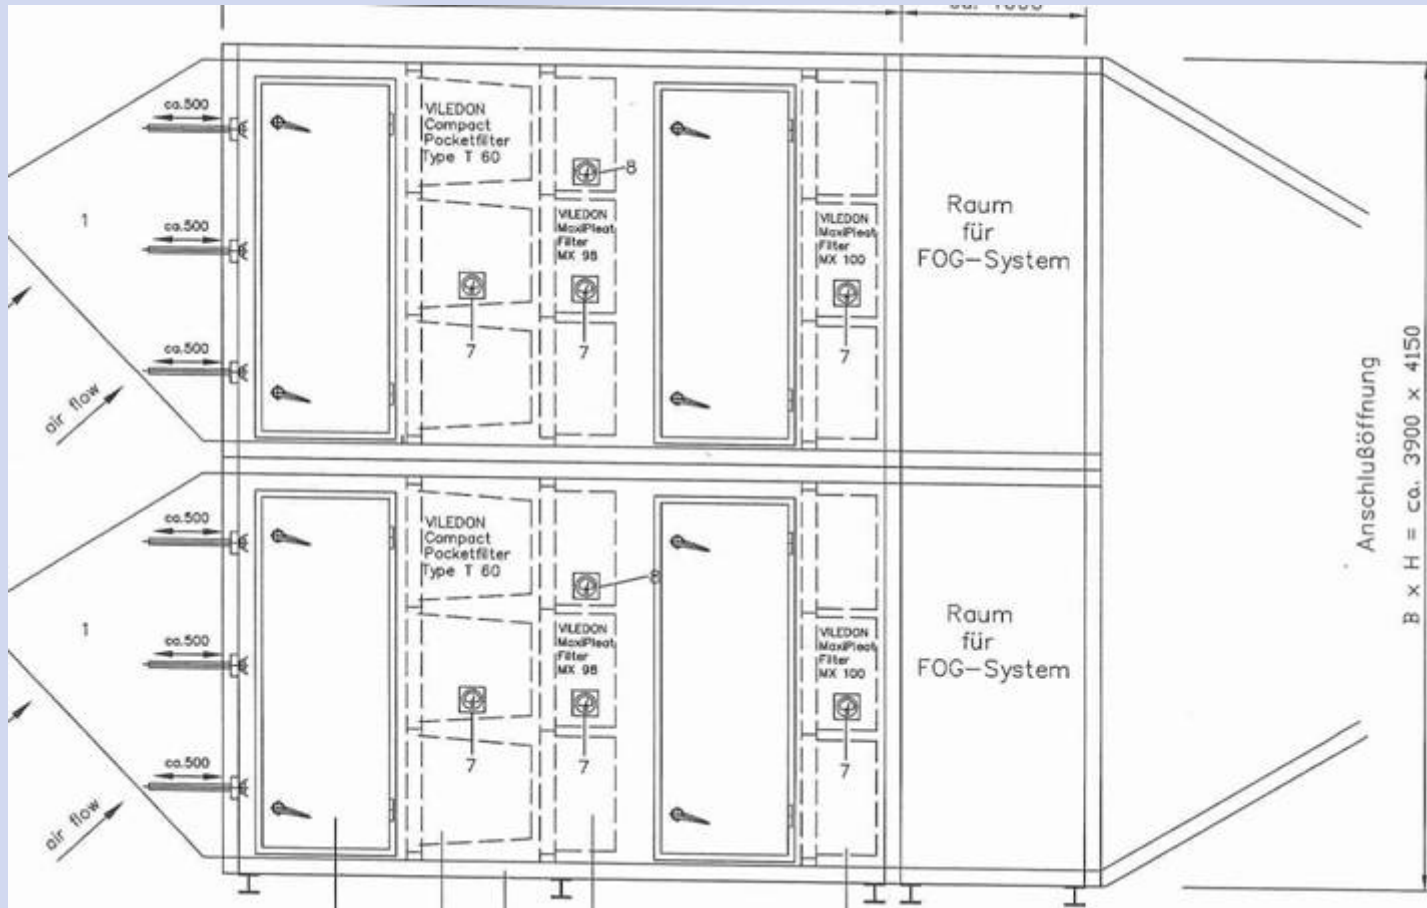 ca.500
VILEDON
Compact
Pocketfilter
Type T 60
8
1
ca.500
VILEDON
MaxiPleat
Filter
MX 98
VILEDON
MaxiPleat
Filter
MX 100
Raum
für
FOG-System
7
7
7
ca.500
air flow
Anschlußöffnung
B x H = ca. 3900 x 4150
ca.500
VILEDON
Compact
Pocketfilter
Type T 60
8
1
ca.500
VILEDON
MaxiPleat
Filter
MX 98
VILEDON
MaxiPleat
Filter
MX 100
Raum
für
FOG-System
7
7
7
ca.500
air flow